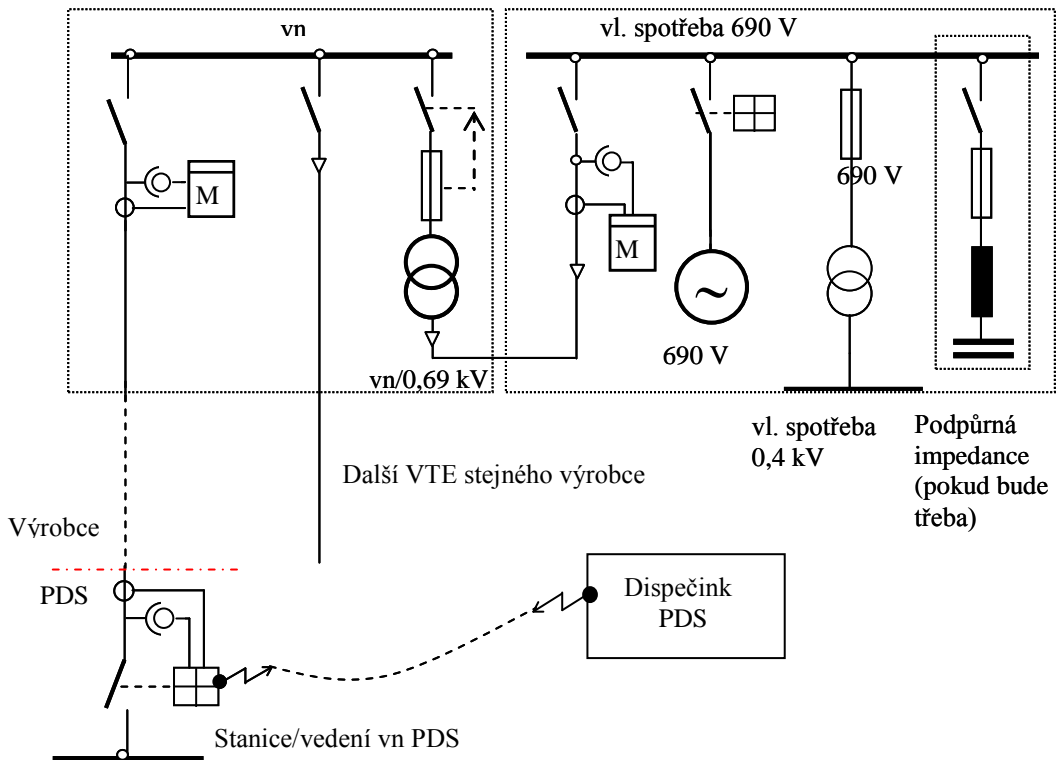 vn
vl. spotřeba 690 V
M
690 V
M
690 V
vn/0,69 kV
vl. spotřeba
0,4 kV
Podpůrná
impedance
(pokud bude
třeba)
Další VTE stejného výrobce
Výrobce
PDS
Dispečink
PDS
Stanice/vedení vn PDS